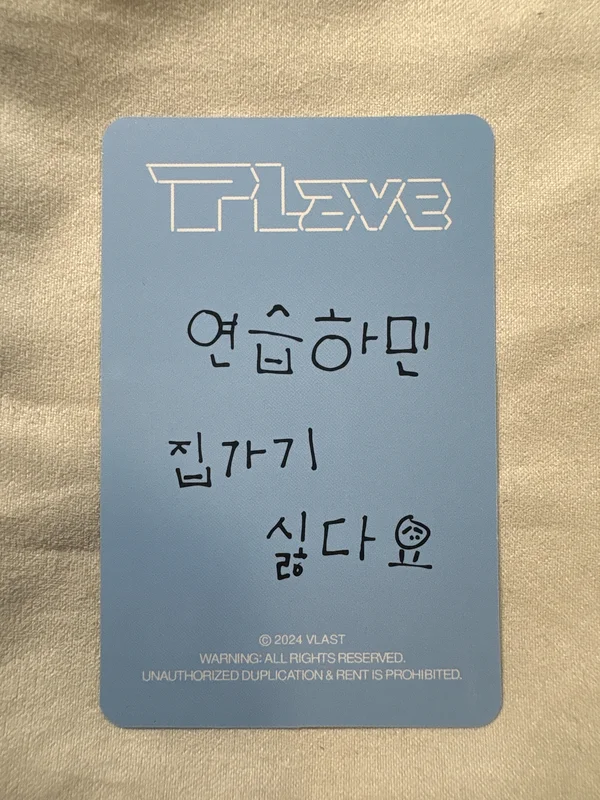 PLave
연습하민
집가기
싫다요
© 2024 VLAST
WARNING: ALL RIGHTS RESERVED.
UNAUTHORIZED DUPLICATION & RENT IS PROHIBITED.